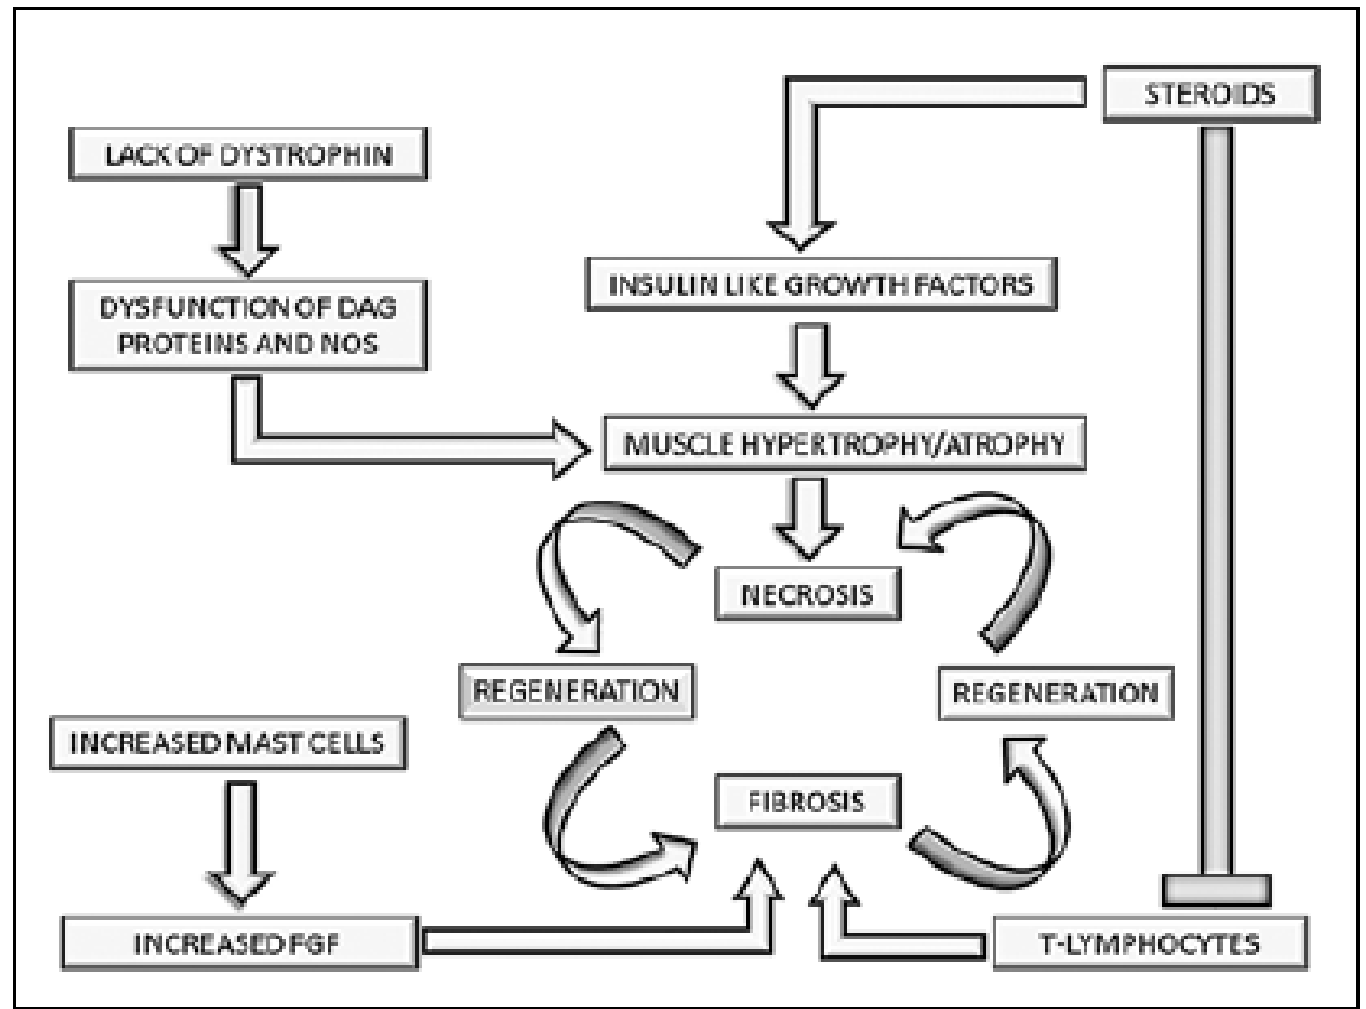 STEROIDS
LACK OF DYSTROPHIN
INSULIN LIKE GROWTH FACTORS
DYSFUNCTION OF DAG
PROTEINS AND NOS
MUSCLE HYPERTROPHY/ATROPHY
NECROSIS
REGENERATION
REGENERATION
INCREASED MAST CELLS
FIBROSIS
INCREASED FGF
T-LYMPHOCYTES